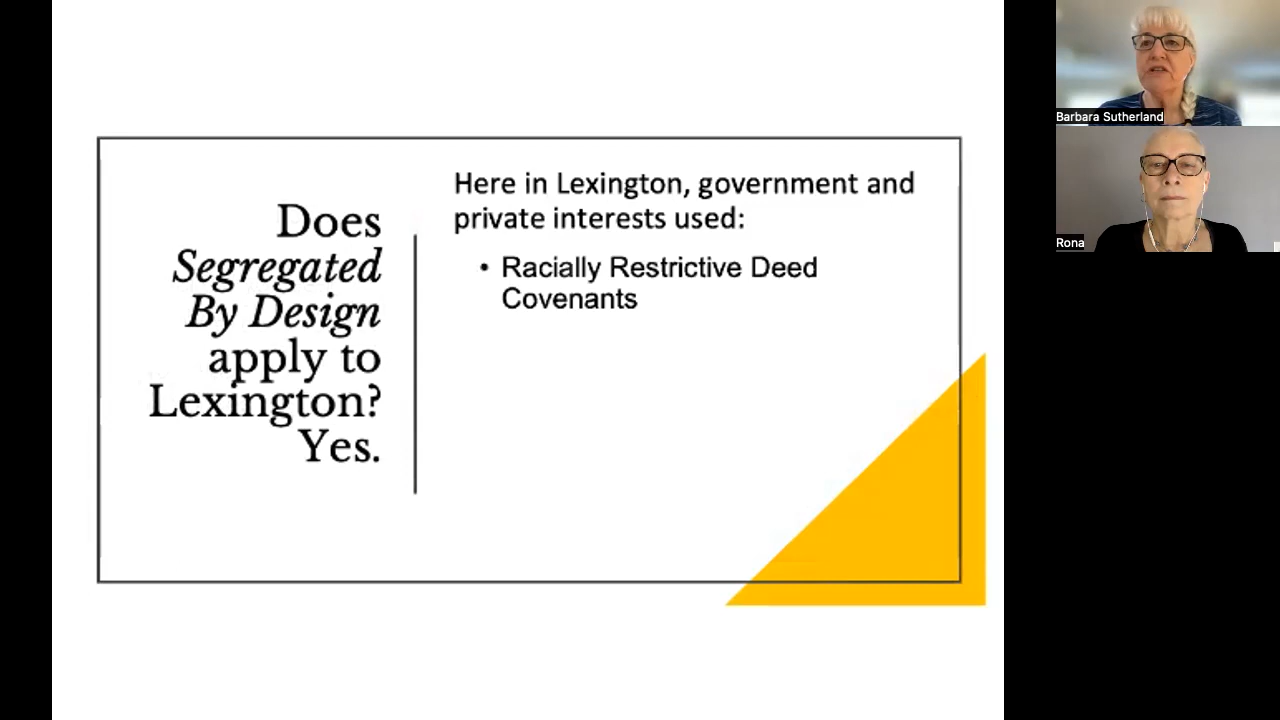 Does
Segregated
By Design
apply to
Lexington?
Yes.
Here in Lexington, government and
private interests used:
• Racially Restrictive Deed
Covenants
Barbara Sutherland
Rona